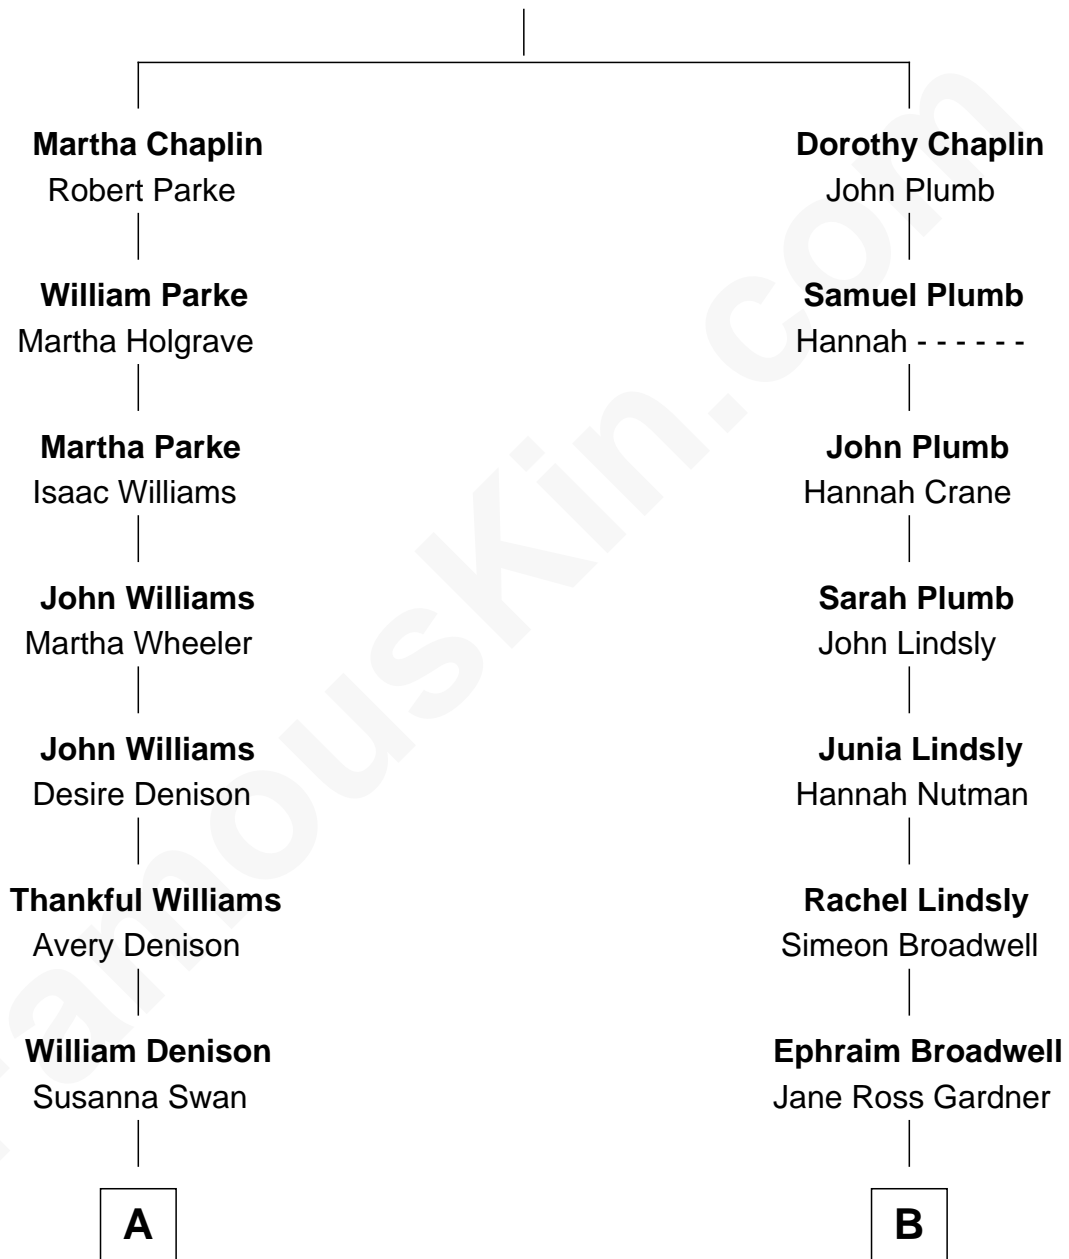 Martha Chaplin
Robert Parke
William Parke
Martha Holgrave
Martha Parke
Isaac Williams
John Williams
Martha Wheeler
John Williams
Desire Denison
Thankful Williams
Avery Denison
William Denison
Susanna Swan
A
Dorothy Chaplin
John Plumb
Samuel Plumb
Hannah - - - - - -
John Plumb
Hannah Crane
Sarah Plumb
John Lindsly
Junia Lindsly
Hannah Nutman
Rachel Lindsly
Simeon Broadwell
Ephraim Broadwell
Jane Ross Gardner
B
FamousKin.com